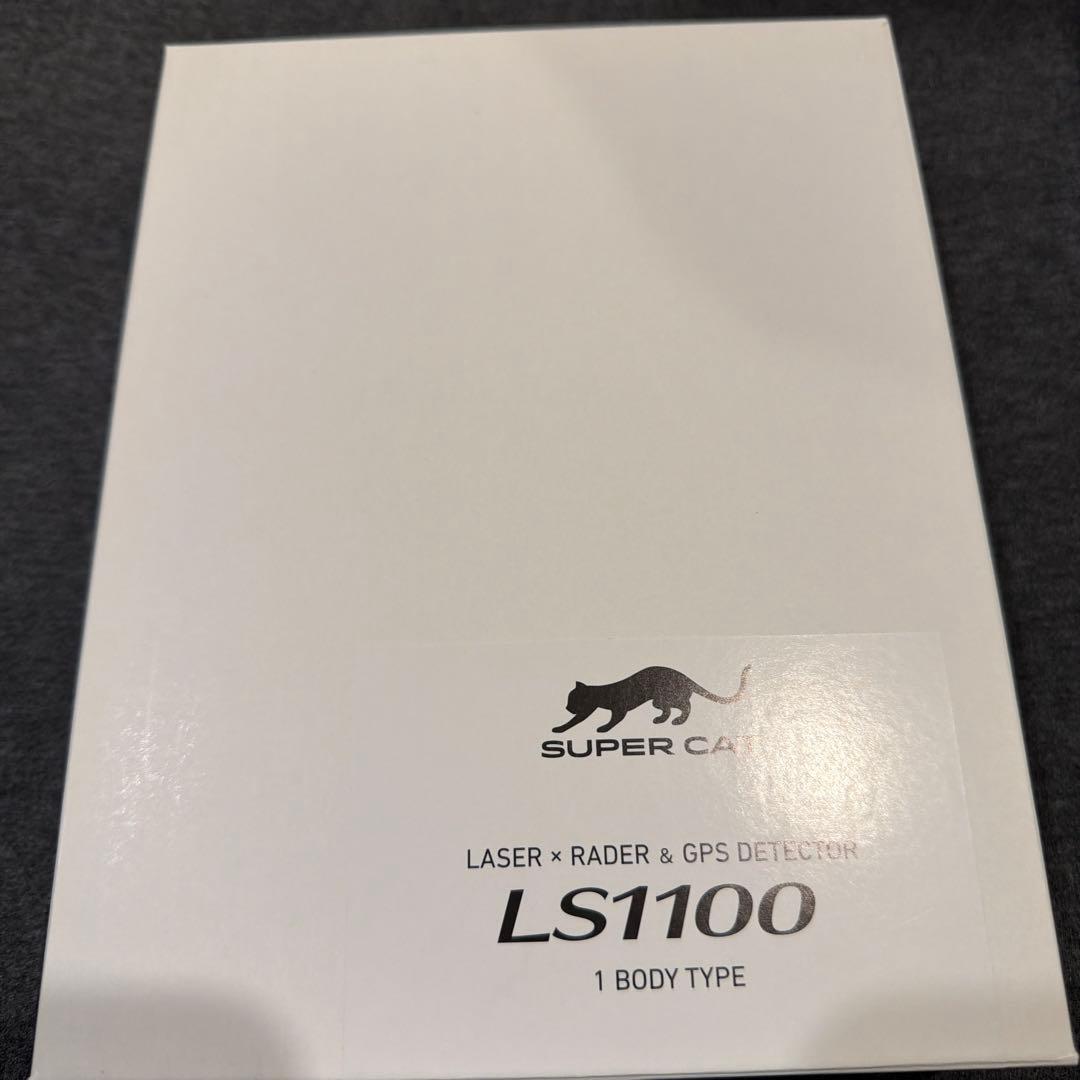 SUPER CAT
LASER × RADER & GPS DETECTOR
LS1100
1 BODY TYPE